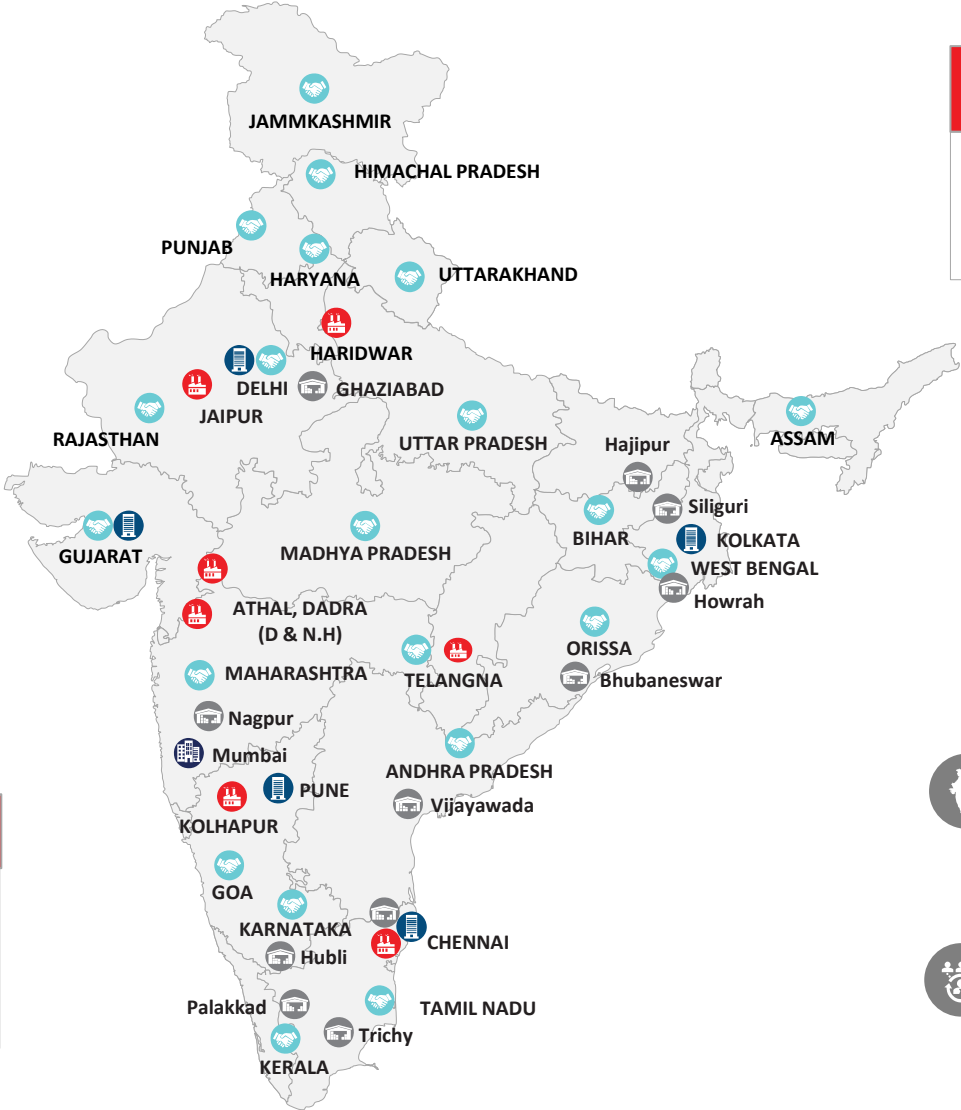 JAMMKASHMIR
HIMACHAL PRADESH
PUNJAB
HARYANA
UTTARAKHAND
HARIDWAR
DELHI
GHAZIABAD
JAIPUR
RAJASTHAN
UTTAR PRADESH
ASSAM
Hajipur
Siliguri
BIHAR
KOLKATA
GUJARAT
MADHYA PRADESH
WEST BENGAL
Howrah
ATHAL, DADRA
(D & N.H)
ORISSA
MAHARASHTRA
TELANGNA
Bhubaneswar
Nagpur
Mumbai
ANDHRA PRADESH
PUNE
Vijayawada
KOLHAPUR
GOA
KARNATAKA
CHENNAI
Hubli
Palakkad
TAMIL NADU
Trichy
KERALA